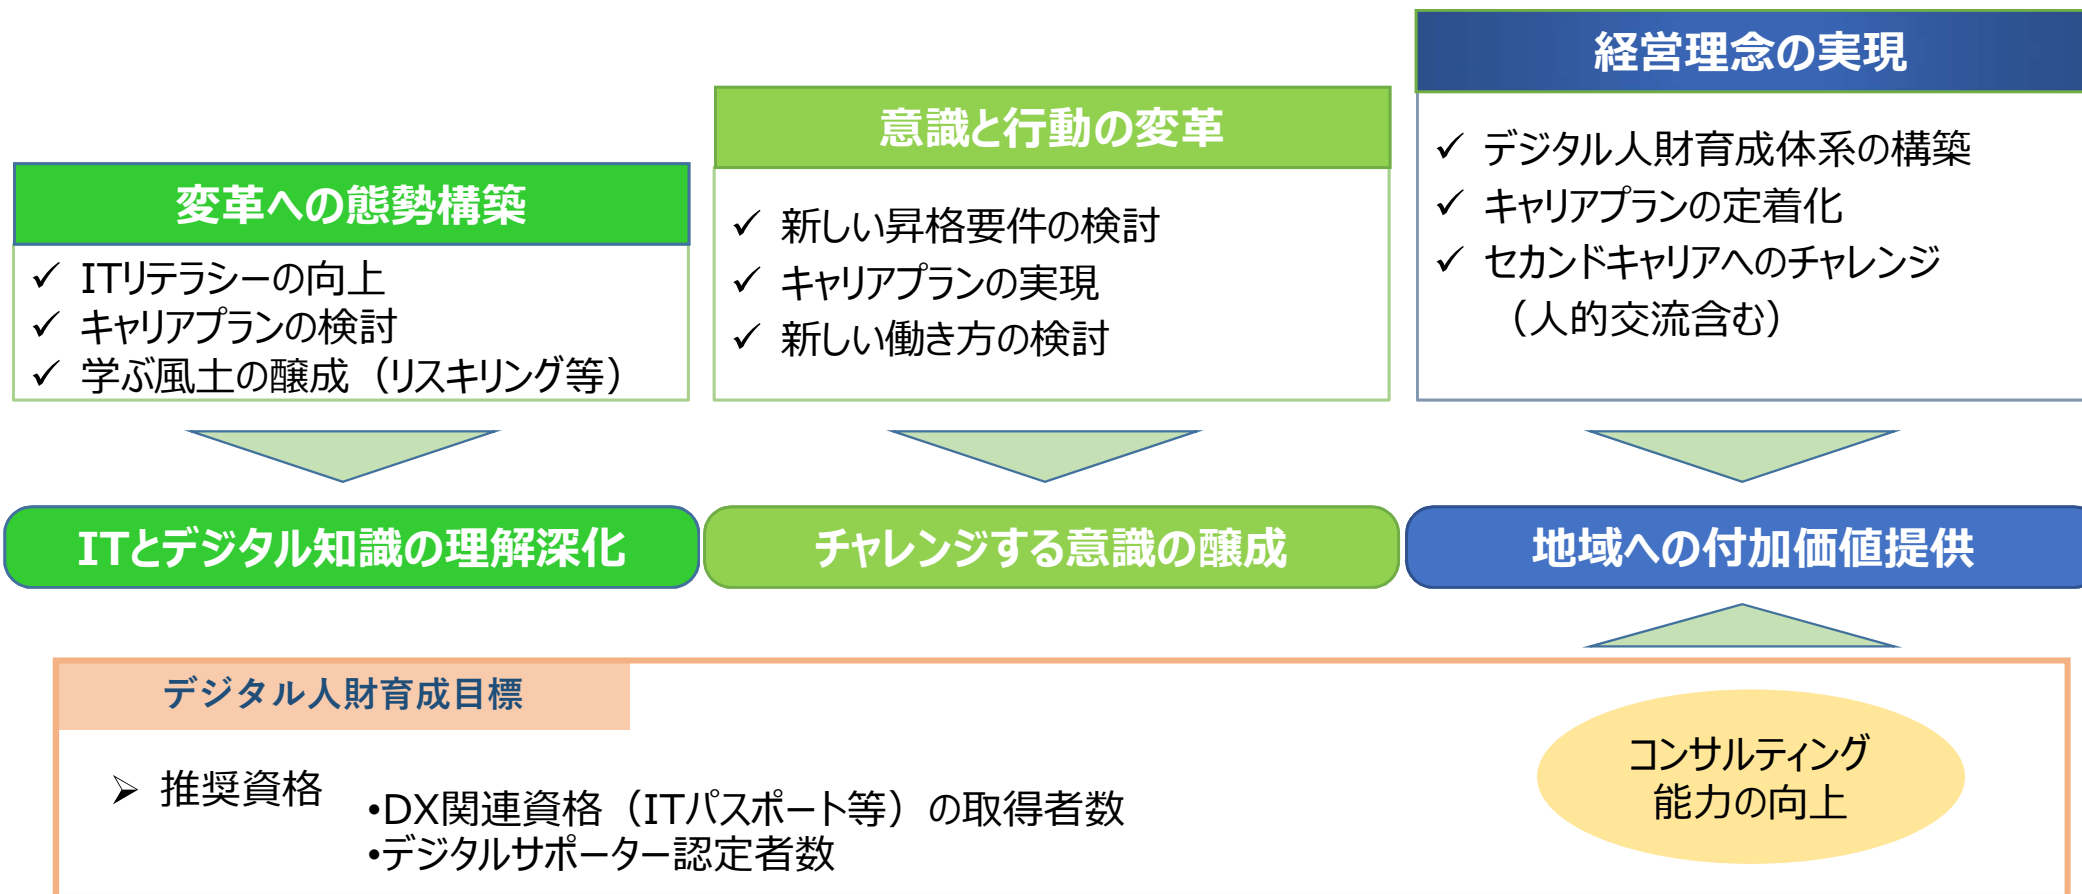 変革への態勢構築
✓ ITリテラシーの向上
✓ キャリアプランの検討
✓ 学ぶ風土の醸成（リスキリング等）
意識と行動の変革
✓ 新しい昇格要件の検討
✓ キャリアプランの実現
✓ 新しい働き方の検討
経営理念の実現
✓ デジタル人財育成体系の構築
✓ キャリアプランの定着化
✓ セカンドキャリアへのチャレンジ
（人的交流含む）
ITとデジタル知識の理解深化
チャレンジする意識の醸成
地域への付加価値提供
デジタル人財育成目標
➢ 推奨資格
•DX関連資格（ITパスポート等）の取得者数
•デジタルサポーター認定者数
コンサルティング
能力の向上